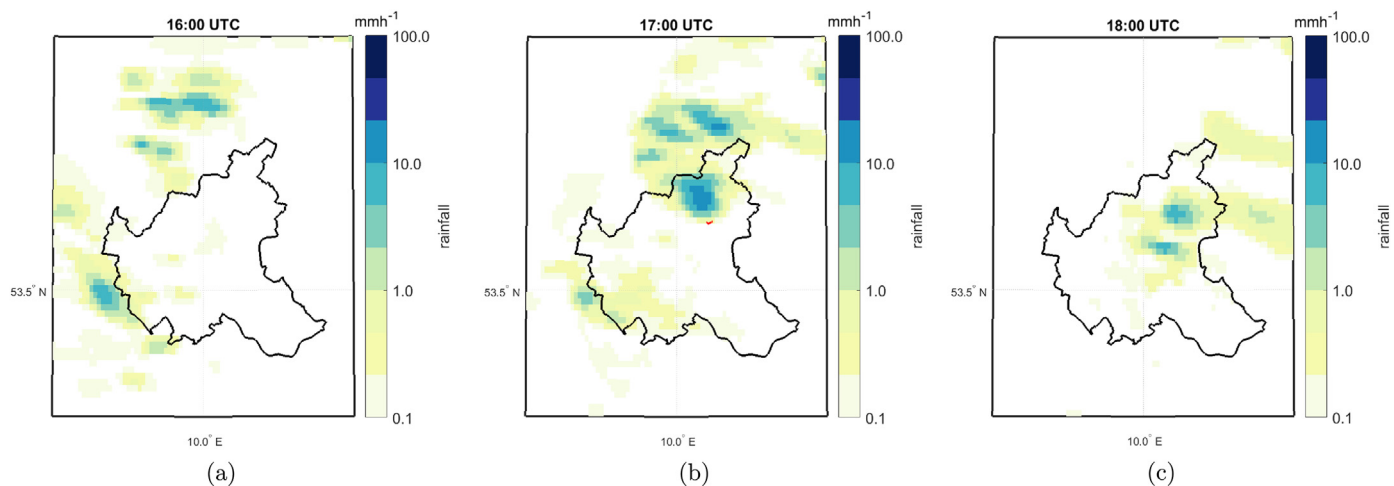 16:00 UTC
mmh⁻¹
100.0
10.0
1.0
0.1
rainfall
53.5° N
10.0° E
(a)
17:00 UTC
mmh⁻¹
100.0
10.0
1.0
0.1
rainfall
53.5° N
10.0° E
(b)
18:00 UTC
mmh⁻¹
100.0
10.0
1.0
0.1
rainfall
53.5° N
10.0° E
(c)